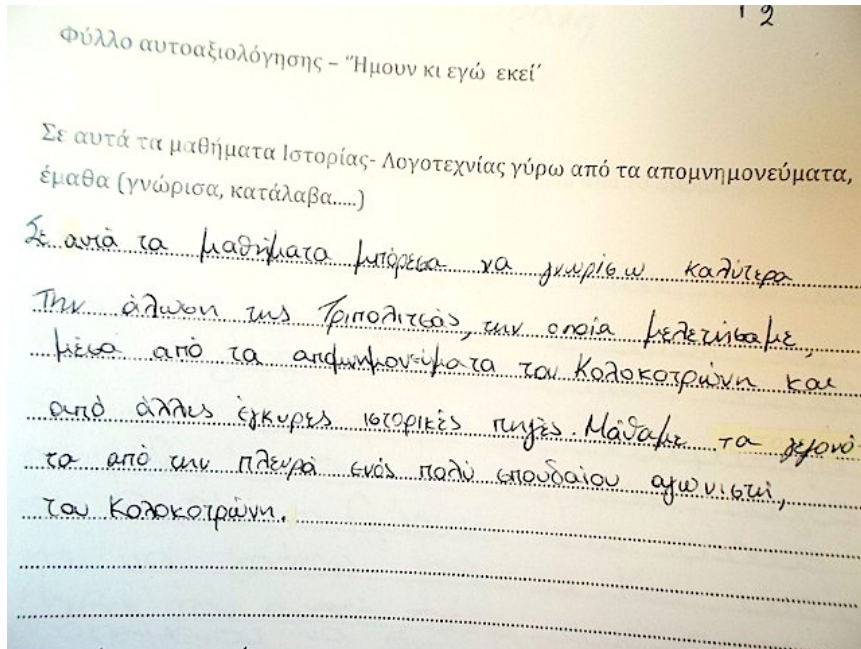 12
Φύλλο αυτοαξιολόγησης – "Ήμουν κι εγώ εκεί"
Σε αυτά τα μαθήματα Ιστορίας- Λογοτεχνίας γύρω από τα απομνημονεύματα,
έμαθα (γνώρισα, κατάλαβα.....)
Σε αυτά τα μαθήματα μπόρεσα να γνωρίσω καλύτερα
Την άλωση της Τριπολιτσάς, την οποία μελετήσαμε,
μέσα από τα απομνημονεύματα του Κολοκοτρώνη και
από άλλες έγκυρες ιστορικές πηγές. Μάθαμε τα γεγονό-
τα από την πλευρά ενός πολύ σπουδαίου αγωνιστή,
του Κολοκοτρώνη.